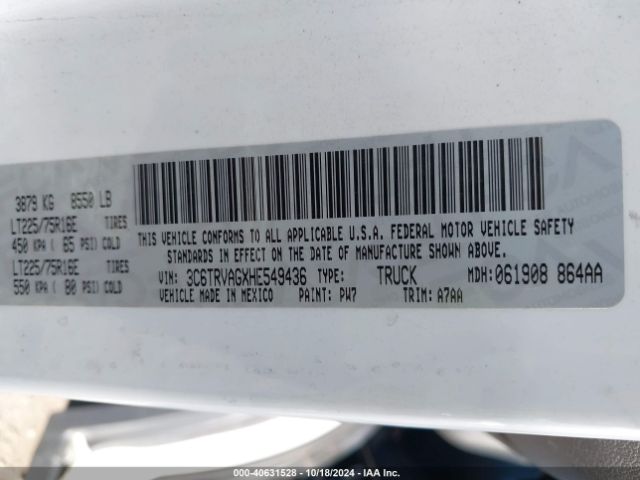 3879 KG 8550 LB
LT225/75R16E TIRES
450 KPA ( 65 PSI) COLD
LT225/75R16E TIRES
550 KPA ( 80 PSI) COLD
THIS VEHICLE CONFORMS TO ALL APPLICABLE U.S.A. FEDERAL MOTOR VEHICLE SAFETY
STANDARDS IN EFFECT ON THE DATE OF MANUFACTURE SHOWN ABOVE.
VIN: 3C6TRVAGXHE549436 TYPE: TRUCK MDH: 061908 864AA
VEHICLE MADE IN MEXICO PAINT: PW7 TRIM: A7AA
000-40631528 - 10/18/2024 - IAA Inc.